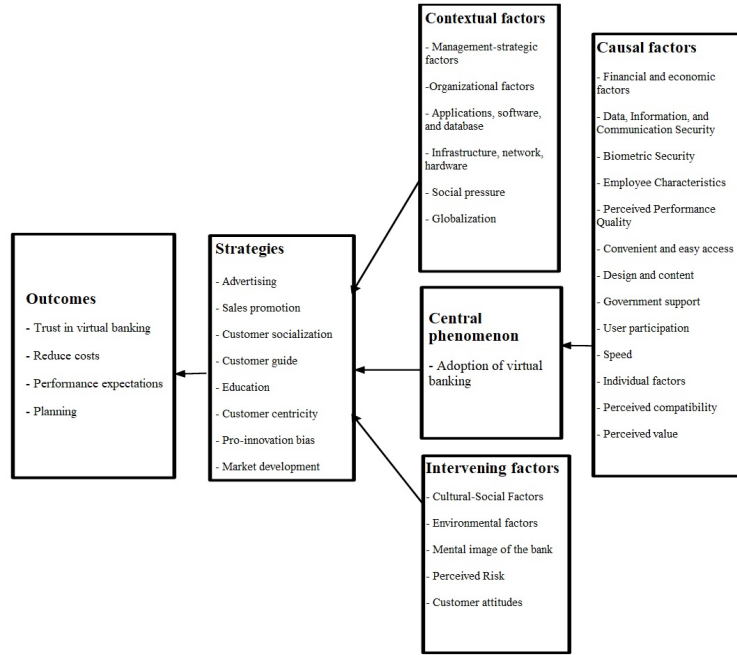 Contextual factors
- Management-strategic
factors
-Organizational factors
- Applications, software,
and database
- Infrastructure, network,
hardware
- Social pressure
- Globalization
Causal factors
- Financial and economic
factors
- Data, Information, and
Communication Security
- Biometric Security
- Employee Characteristics
- Perceived Performance
Quality
- Convenient and easy access
- Design and content
- Government support
- User participation
- Speed
- Individual factors
- Perceived compatibility
- Perceived value
Outcomes
- Trust in virtual banking
- Reduce costs
- Performance expectations
- Planning
Strategies
- Advertising
- Sales promotion
- Customer socialization
- Customer guide
- Education
- Customer centricity
- Pro-innovation bias
- Market development
Central
phenomenon
- Adoption of virtual
banking
Intervening factors
- Cultural-Social Factors
- Environmental factors
- Mental image of the bank
- Perceived Risk
- Customer attitudes